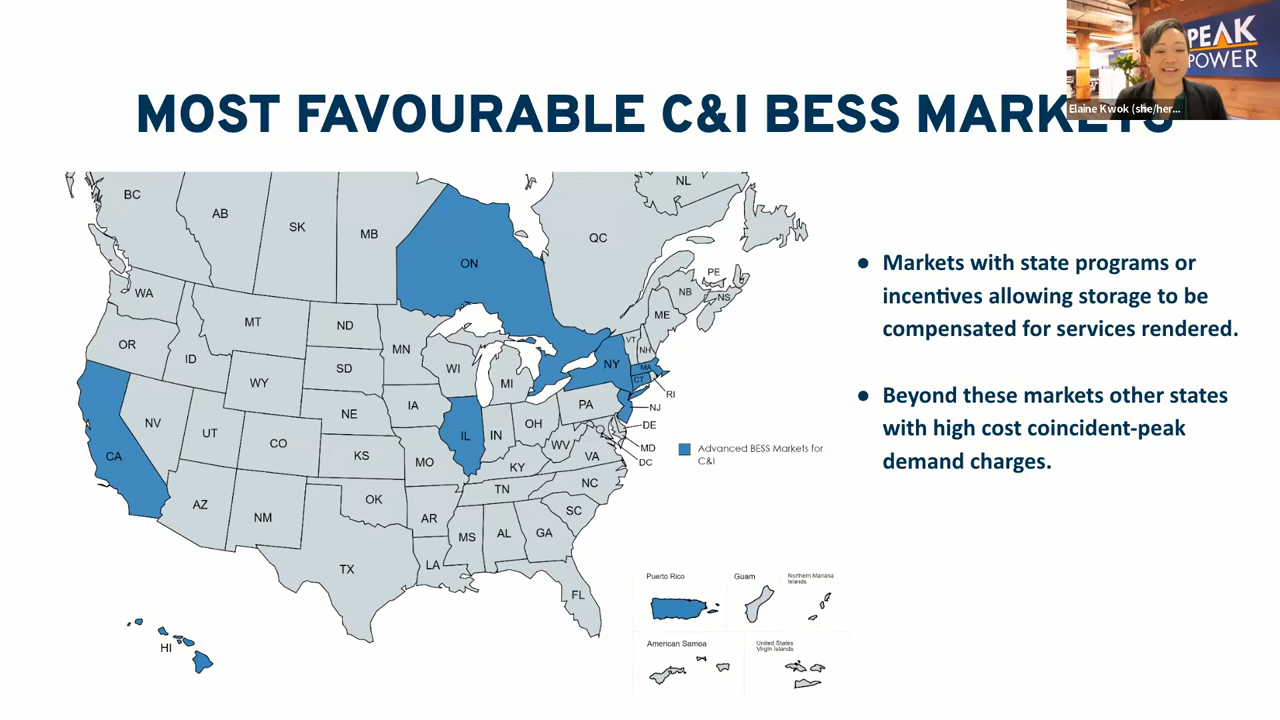 PEAK
POWER
Elaine Kwok (she/her...
MOST FAVOURABLE C&I BESS MARKETS
BC
AB
SK
MB
ON
QC
NL
PE
NB
NS
WA
OR
ID
MT
WY
ND
SD
NE
MN
IA
WI
MI
NY
VT
NH
ME
MA
CT
RI
NJ
DE
MD
DC
PA
OH
WV
VA
CA
NV
UT
CO
KS
MO
IL
IN
KY
TN
NC
SC
AZ
NM
OK
AR
TX
LA
MS
AL
GA
FL
HI
Advanced BESS Markets for
C&I
Puerto Rico
Guam
Northern Mariana
Islands
American Samoa
United States
Virgin Islands
● Markets with state programs or
incentives allowing storage to be
compensated for services rendered.
● Beyond these markets other states
with high cost coincident-peak
demand charges.